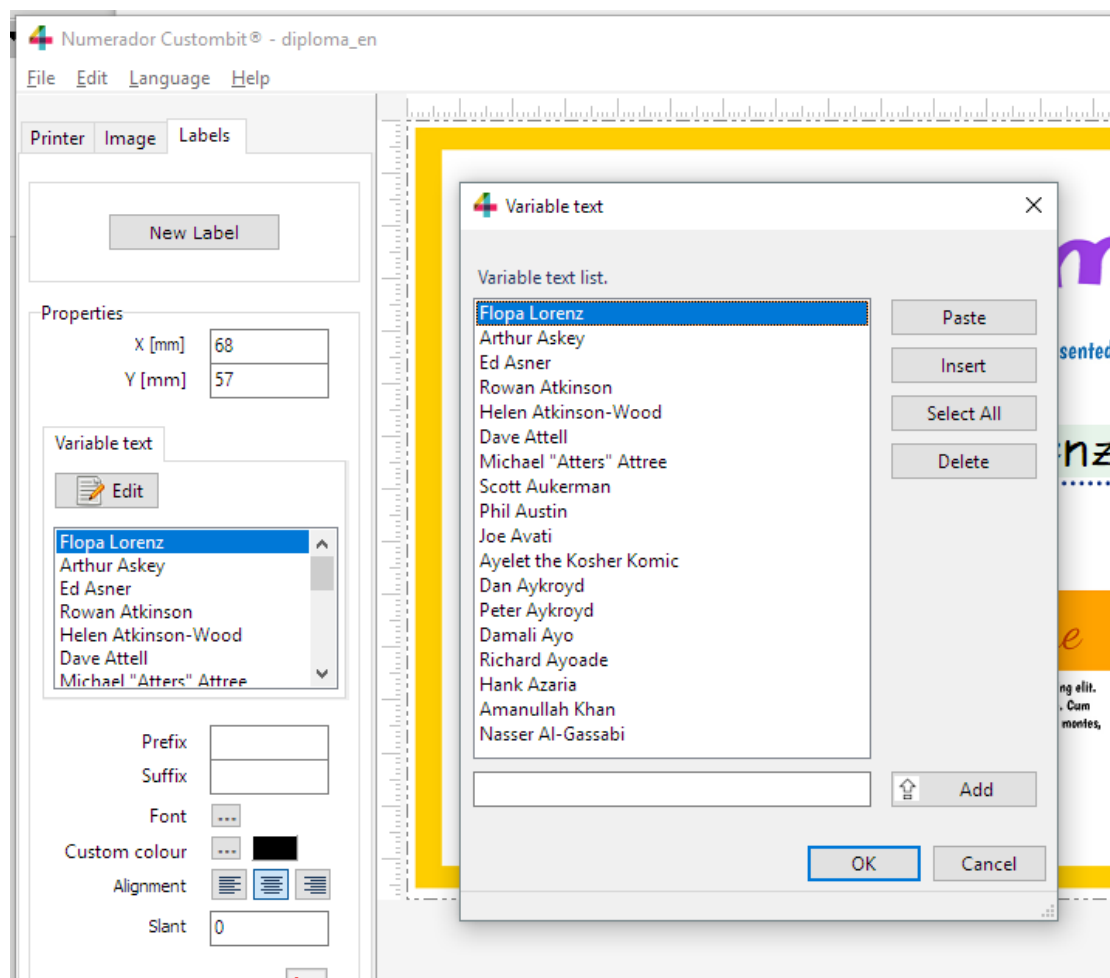 Numerador Custombit® - diploma_en
File Edit Language Help
Printer Image Labels
New Label
Properties
X [mm] 68
Y [mm] 57
Variable text
Edit
Flopa Lorenz
Arthur Askey
Ed Asner
Rowan Atkinson
Helen Atkinson-Wood
Dave Attell
Michael "Atters" Attree
Prefix
Suffix
Font ...
Custom colour ...
Alignment
Slant 0
Variable text
Variable text list.
Flopa Lorenz
Arthur Askey
Ed Asner
Rowan Atkinson
Helen Atkinson-Wood
Dave Attell
Michael "Atters" Attree
Scott Aukerman
Phil Austin
Joe Avati
Ayelet the Kosher Komic
Dan Aykroyd
Peter Aykroyd
Damali Ayo
Richard Ayoade
Hank Azaria
Amanullah Khan
Nasser Al-Gassabi
Paste
Insert
Select All
Delete
Add
OK Cancel
sented
nz
e
ng elit.
. Cum
montes,